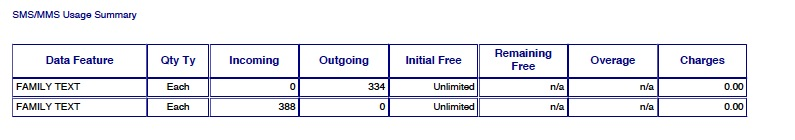 SMS/MMS Usage Summary
Data Feature Qty Ty Incoming Outgoing Initial Free Remaining Free Overage Charges
FAMILY TEXT Each 0 334 Unlimited n/a n/a 0.00
FAMILY TEXT Each 388 0 Unlimited n/a n/a 0.00